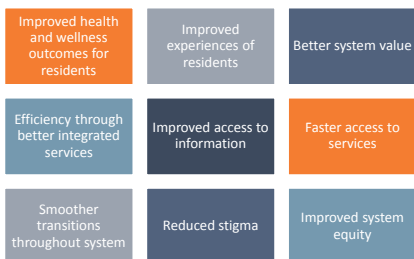 Improved health
and wellness
outcomes for
residents
Improved
experiences of
residents
Better system value
Efficiency through
better integrated
services
Improved access to
information
Faster access to
services
Smoother
transitions
throughout system
Reduced stigma
Improved system
equity